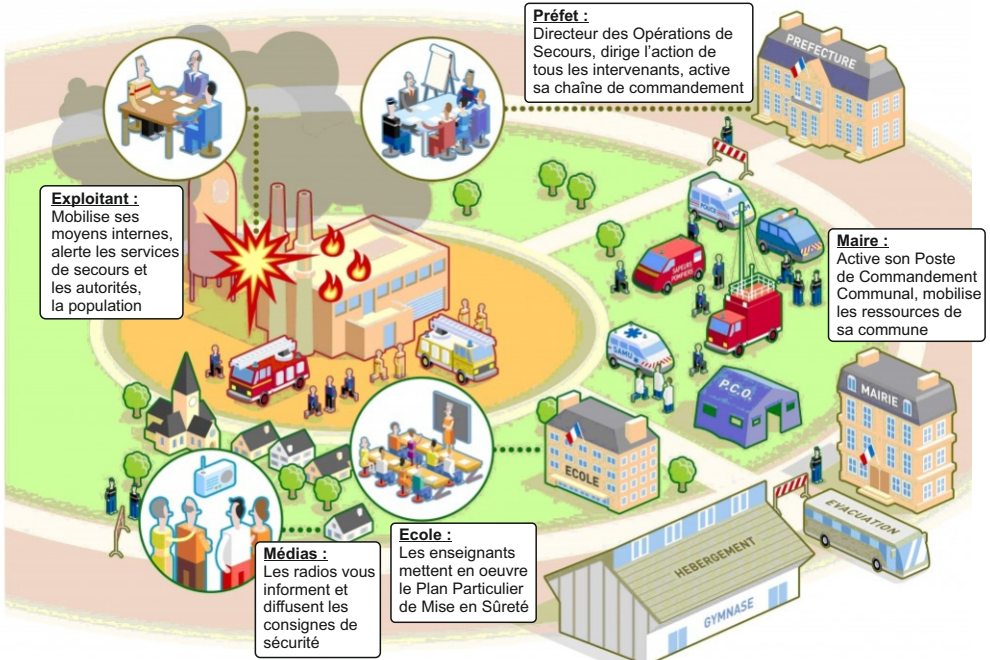 Préfet :
Directeur des Opérations de
Secours, dirige l'action de
tous les intervenants, active
sa chaîne de commandement
PREFECTURE
Exploitant :
Mobilise ses
moyens internes,
alerte les services
de secours et
les autorités,
la population
POLICE
SAPEURS
POMPIERS
SAMU
P.C.O.
Maire :
Active son Poste
de Commandement
Communal, mobilise
les ressources de
sa commune
MAIRIE
ECOLE
EVACUATION
HEBERGEMENT
GYMNASE
Médias :
Les radios vous
informent et
diffusent les
consignes de
sécurité
Ecole :
Les enseignants
mettent en oeuvre
le Plan Particulier
de Mise en Sûreté